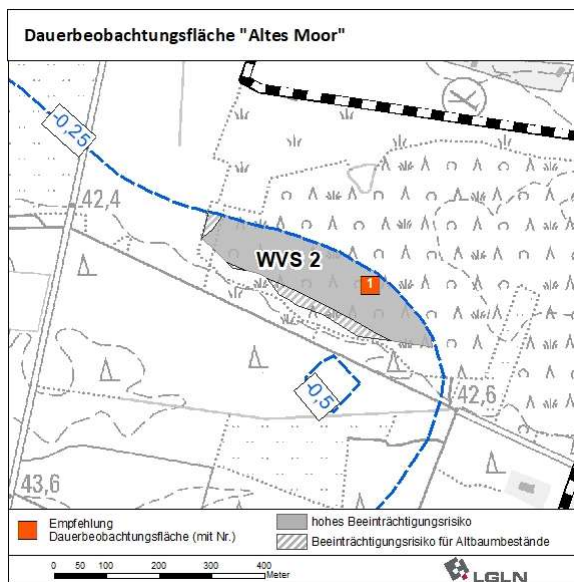 Dauerbeobachtungsfläche "Altes Moor"
-0,25
42,4
WVS 2
1
-0,5
42,6
43,6
Empfehlung
Dauerbeobachtungsfläche (mit Nr.)
hohes Beeinträchtigungsrisiko
Beeinträchtigungsrisiko für Altbaumbestände
0 50 100 200 300 400
Meter
LGLN